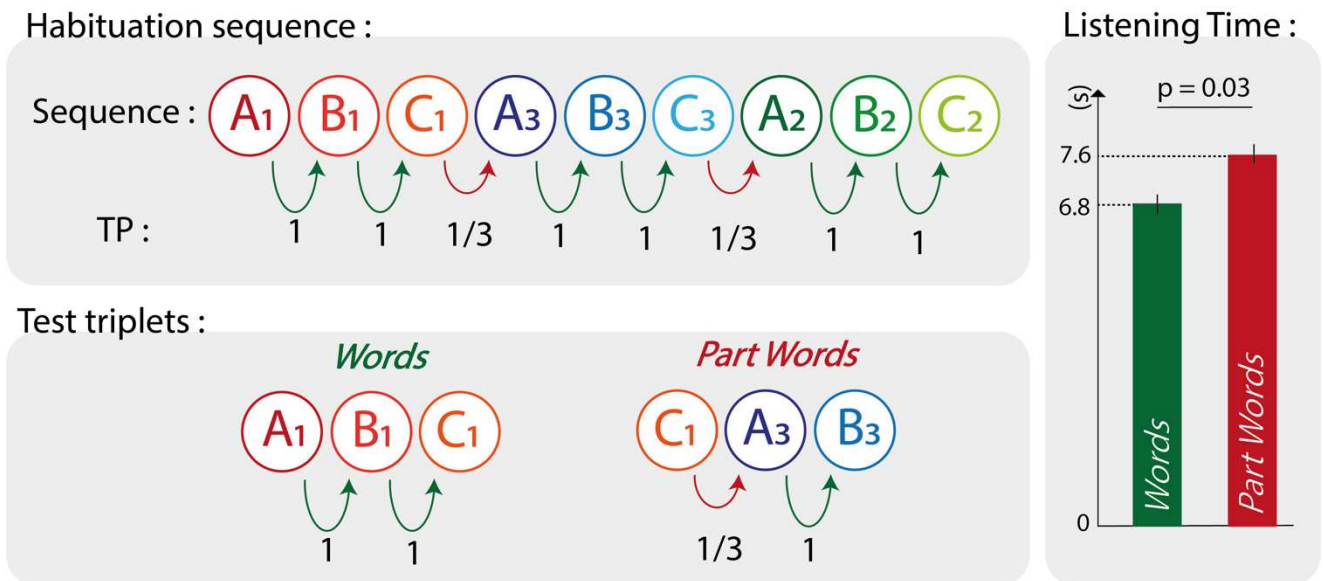 Habituation sequence :
Sequence : A1 B1 C1 A3 B3 C3 A2 B2 C2
TP : 1 1 1/3 1 1 1/3 1 1
Test triplets :
Words
A1 B1 C1
1 1
Part Words
C1 A3 B3
1/3 1
Listening Time :
s)
p = 0.03
7.6
6.8
0
Words
Part Words